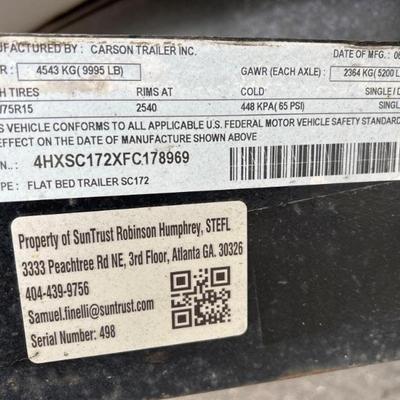 MANUFACTURED BY: CARSON TRAILER INC. DATE OF MFG.: 06
R: 4543 KG(9995 LB) GAWR (EACH AXLE): 2364 KG(5200 L
H TIRES RIMS AT COLD SINGLE/D
/75R15 2540 448 KPA(65 PSI) SINGLE/
S VEHICLE CONFORMS TO ALL APPLICABLE U.S. FEDERAL MOTOR VEHICLE SAFETY STANDARD
EFFECT ON THE DATE OF MANUFACTURE SHOWN ABOVE
N: 4HXSC172XFC178969
PE: FLAT BED TRAILER SC172
Property of SunTrust Robinson Humphrey, STEFL
3333 Peachtree Rd NE, 3rd Floor, Atlanta GA. 30326
404-439-9756
Samuel.finelli@suntrust.com
Serial Number: 498